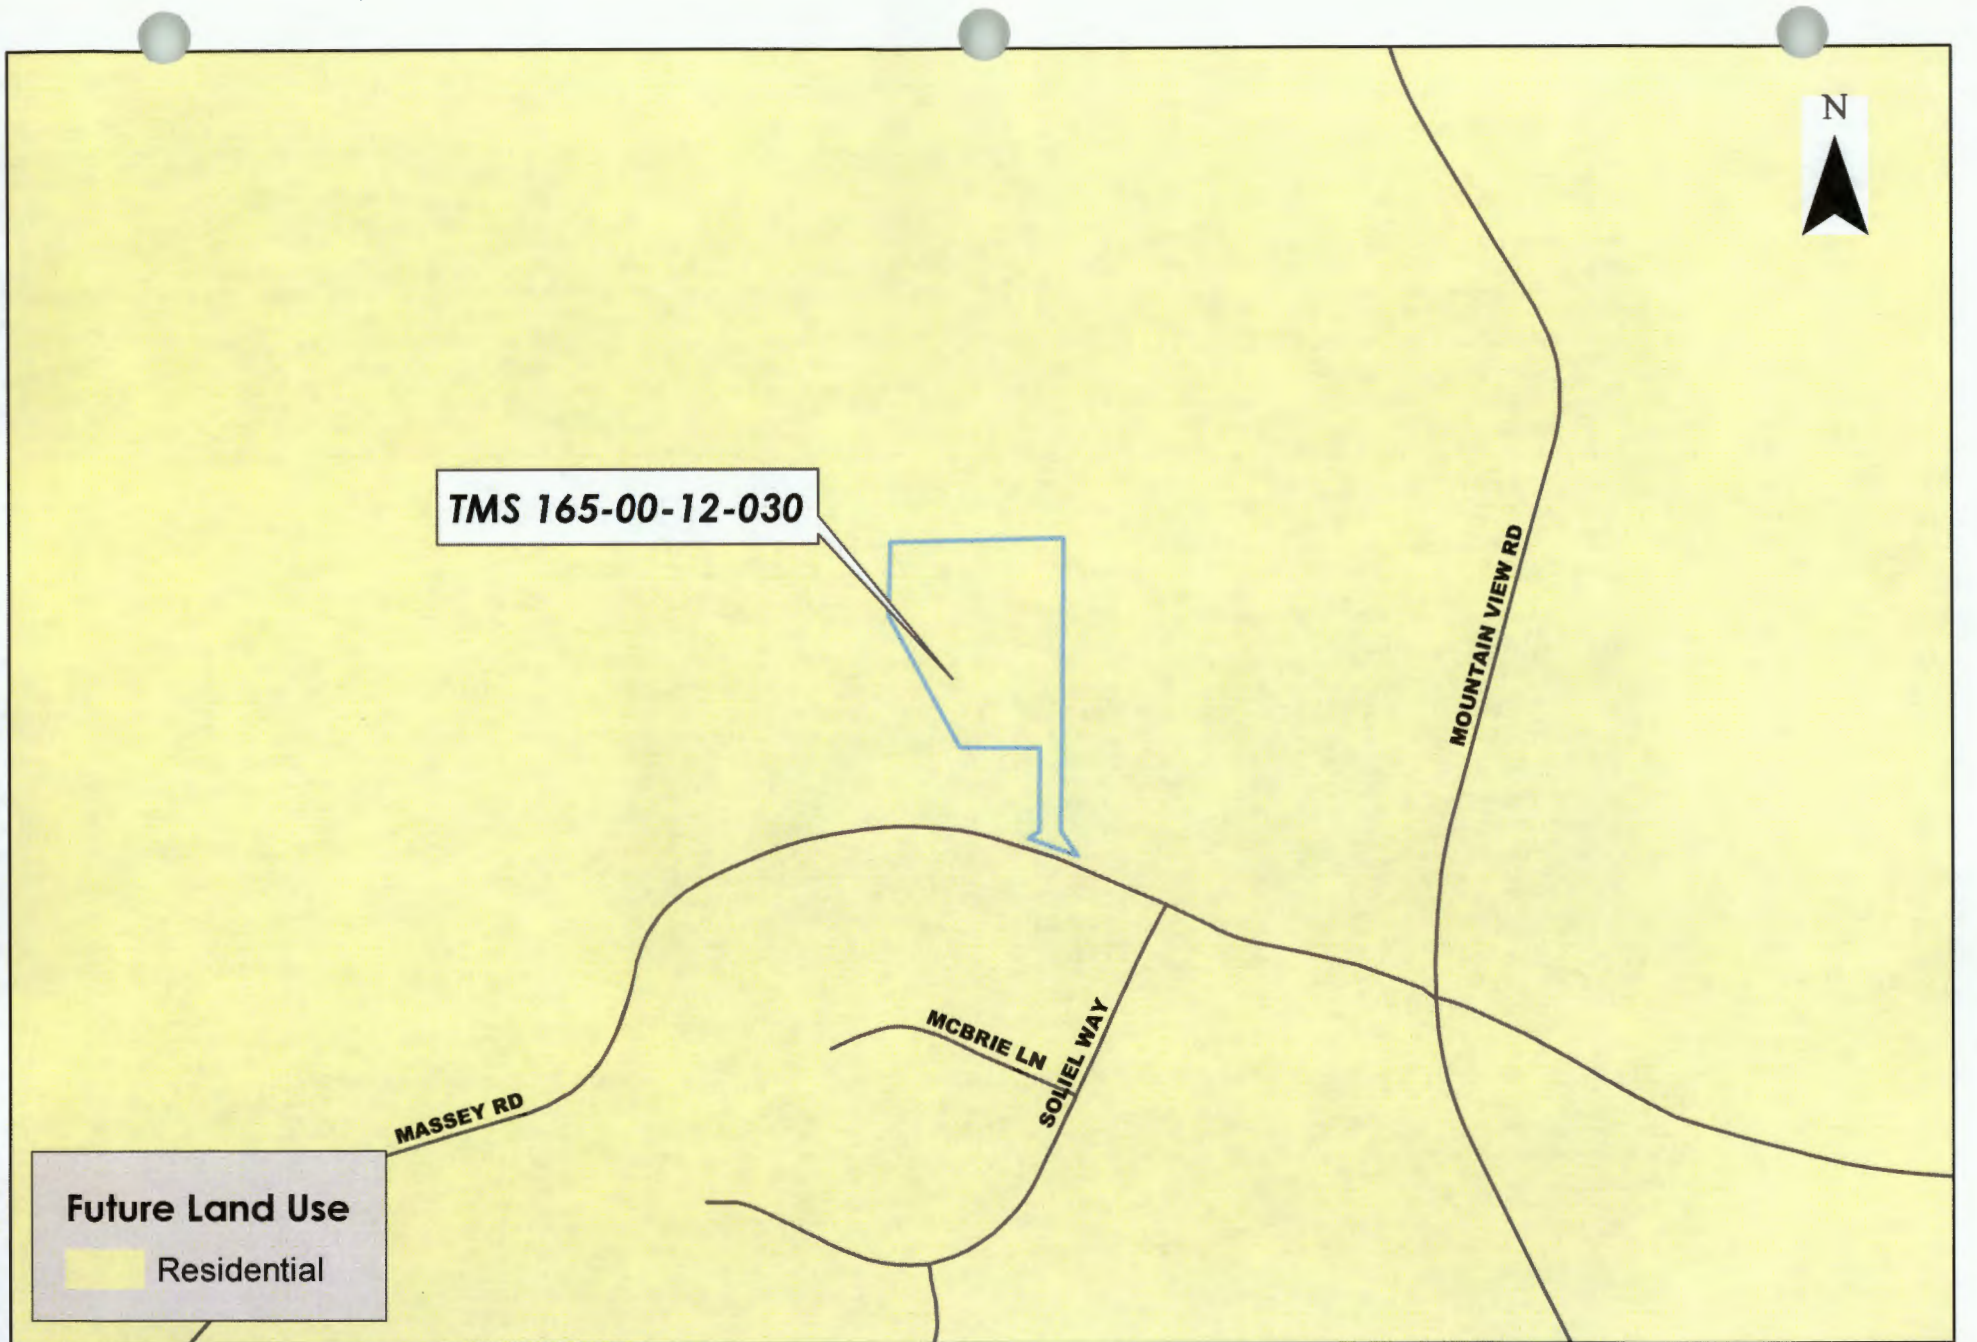 N
TMS 165-00-12-030
MOUNTAIN VIEW RD
MCBRIE LN
SOLIEL WAY
MASSEY RD
Future Land Use
Residential